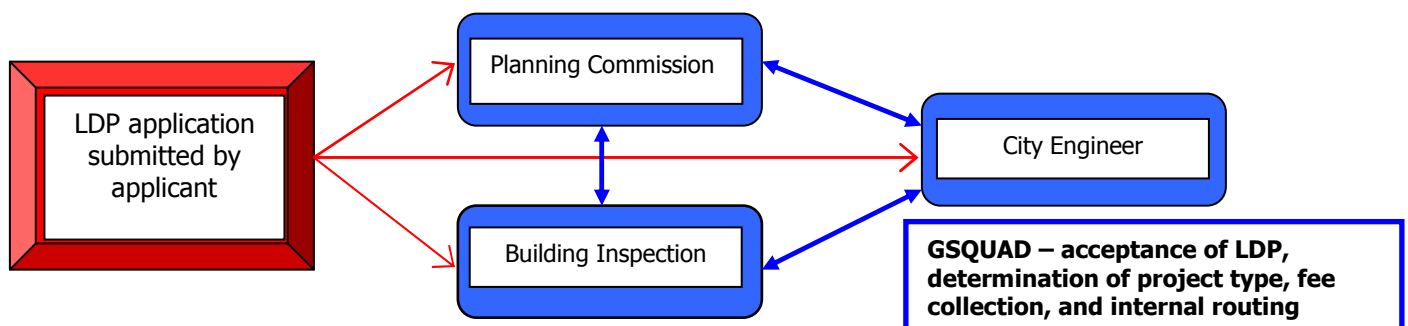 LDP application
submitted by
applicant
Planning Commission
Building Inspection
City Engineer
GSQUAD – acceptance of LDP,
determination of project type, fee
collection, and internal routing